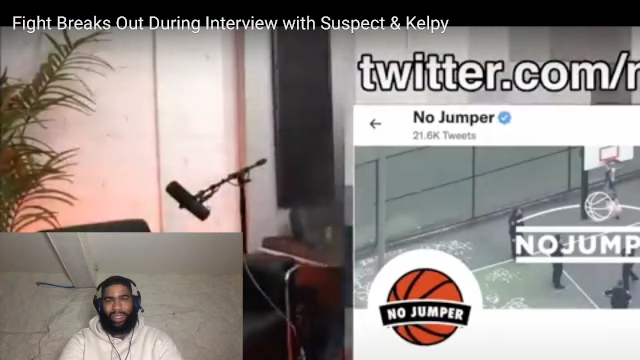 Fight Breaks Out During Interview with Suspect & Kelpy
twitter.com/n
No Jumper
21.6K Tweets
NOJUMP
NO JUMPER